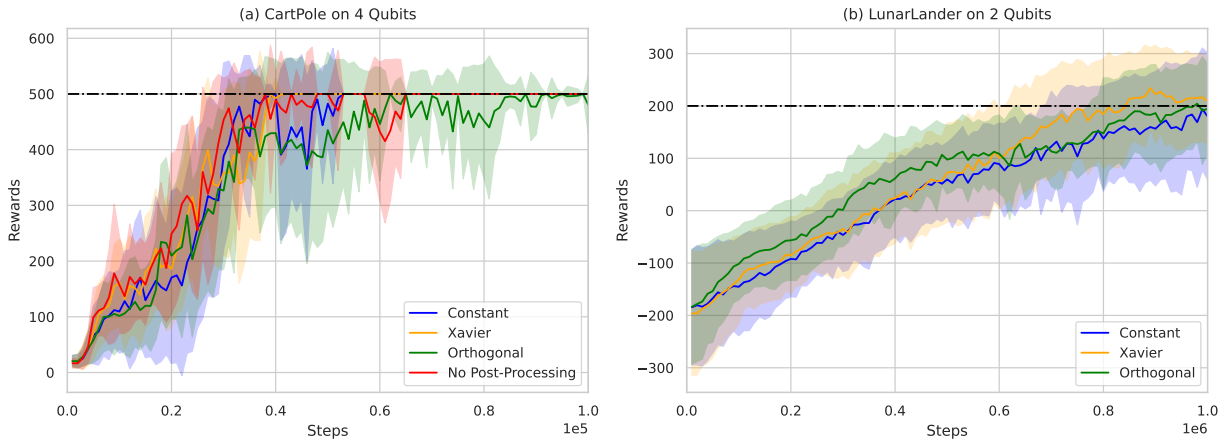 (a) CartPole on 4 Qubits
600
500
400
300
200
100
0
Rewards
0.0 0.2 0.4 0.6 0.8 1.0
1e5
Steps
Constant
Xavier
Orthogonal
No Post-Processing
(b) LunarLander on 2 Qubits
300
200
100
0
−100
−200
−300
Rewards
0.0 0.2 0.4 0.6 0.8 1.0
1e6
Steps
Constant
Xavier
Orthogonal